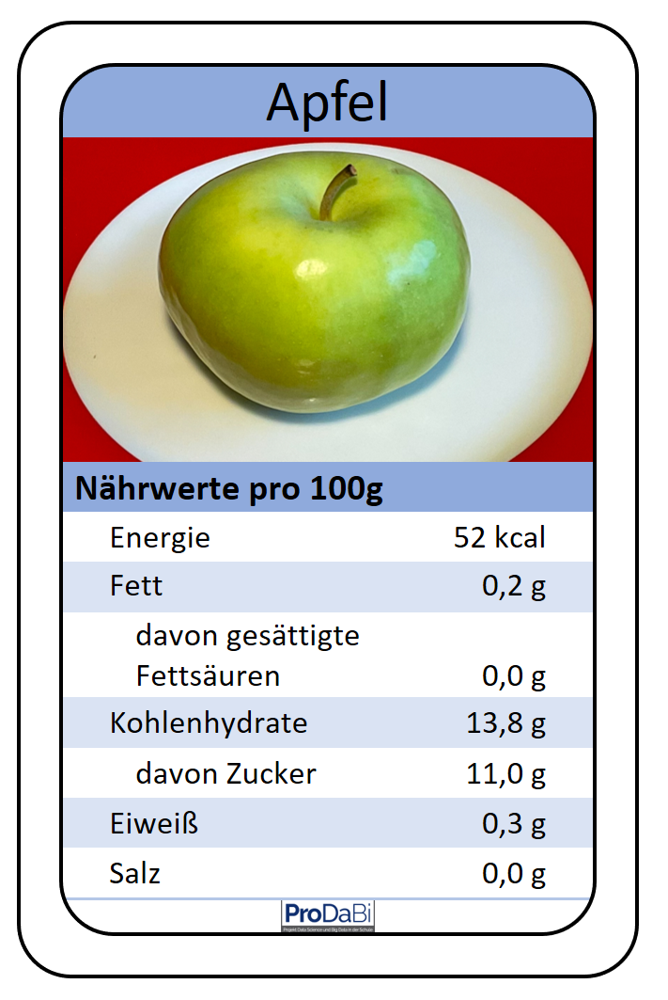 Apfel
Nährwerte pro 100g
Energie 52 kcal
Fett 0,2 g
davon gesättigte
Fettsäuren 0,0 g
Kohlenhydrate 13,8 g
davon Zucker 11,0 g
Eiweiß 0,3 g
Salz 0,0 g
ProDaBi
Projekt Data Science und Big Data in der Schule